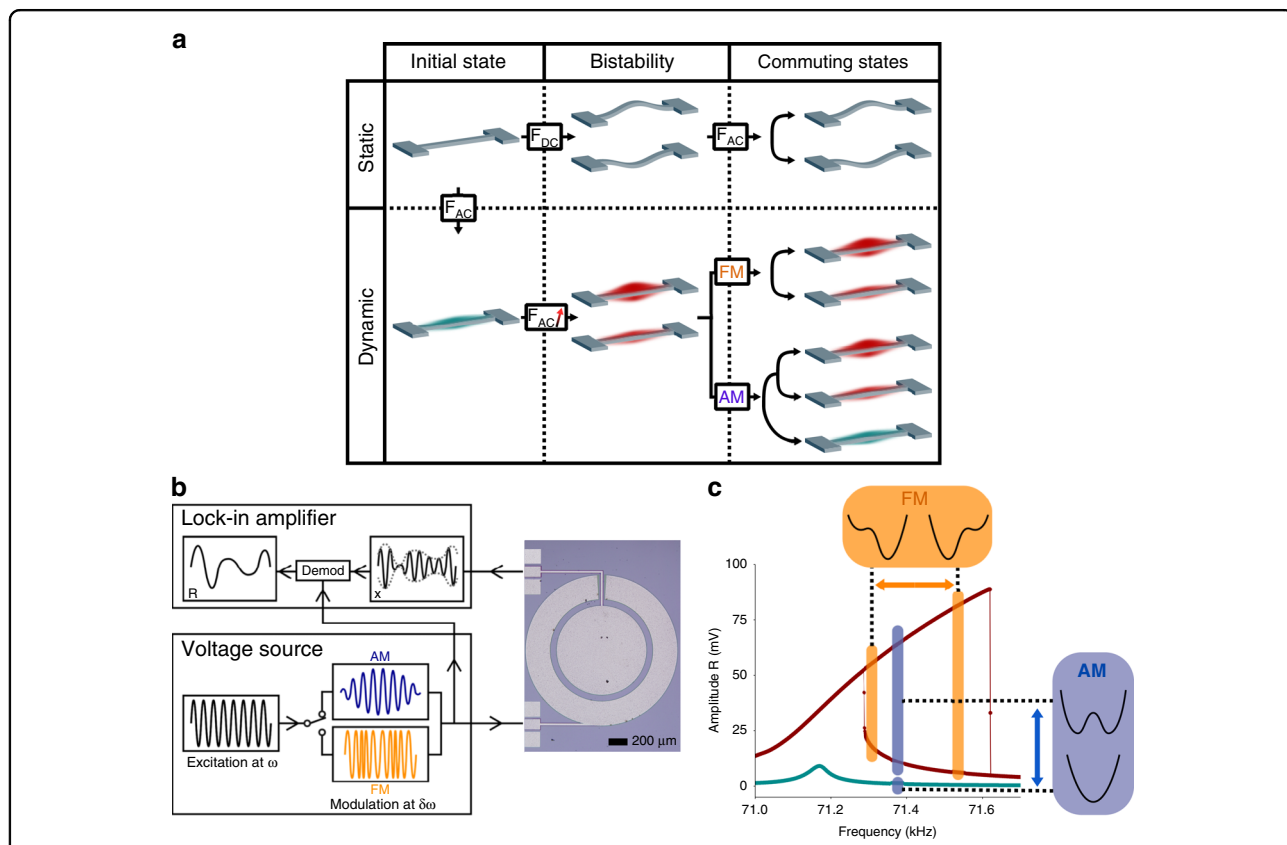 a
Initial state
Bistability
Commuting states
Static
F_DC
F_AC
F_AC
Dynamic
F_AC
FM
AM
b
Lock-in amplifier
R
Demod
x
Voltage source
AM
Excitation at ω
FM
Modulation at δω
200 μm
c
FM
100
75
50
25
0
Amplitude R (mV)
71.0
71.2
71.4
71.6
Frequency (kHz)
AM